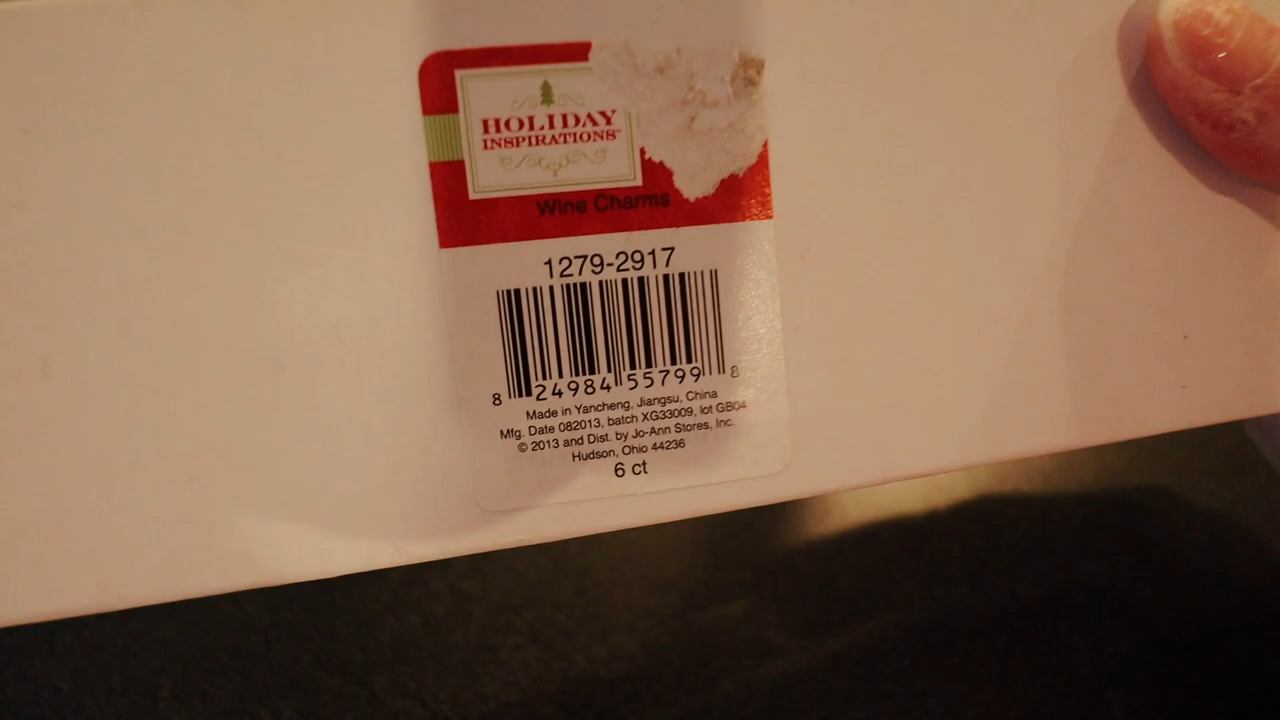 HOLIDAY
INSPIRATIONS™
Wine Charms
1279-2917
8 24984 55799 8
Made in Yancheng, Jiangsu, China
Mfg. Date 082013, batch XG33009, lot GB04
© 2013 and Dist. by Jo-Ann Stores, Inc.
Hudson, Ohio 44236
6 ct